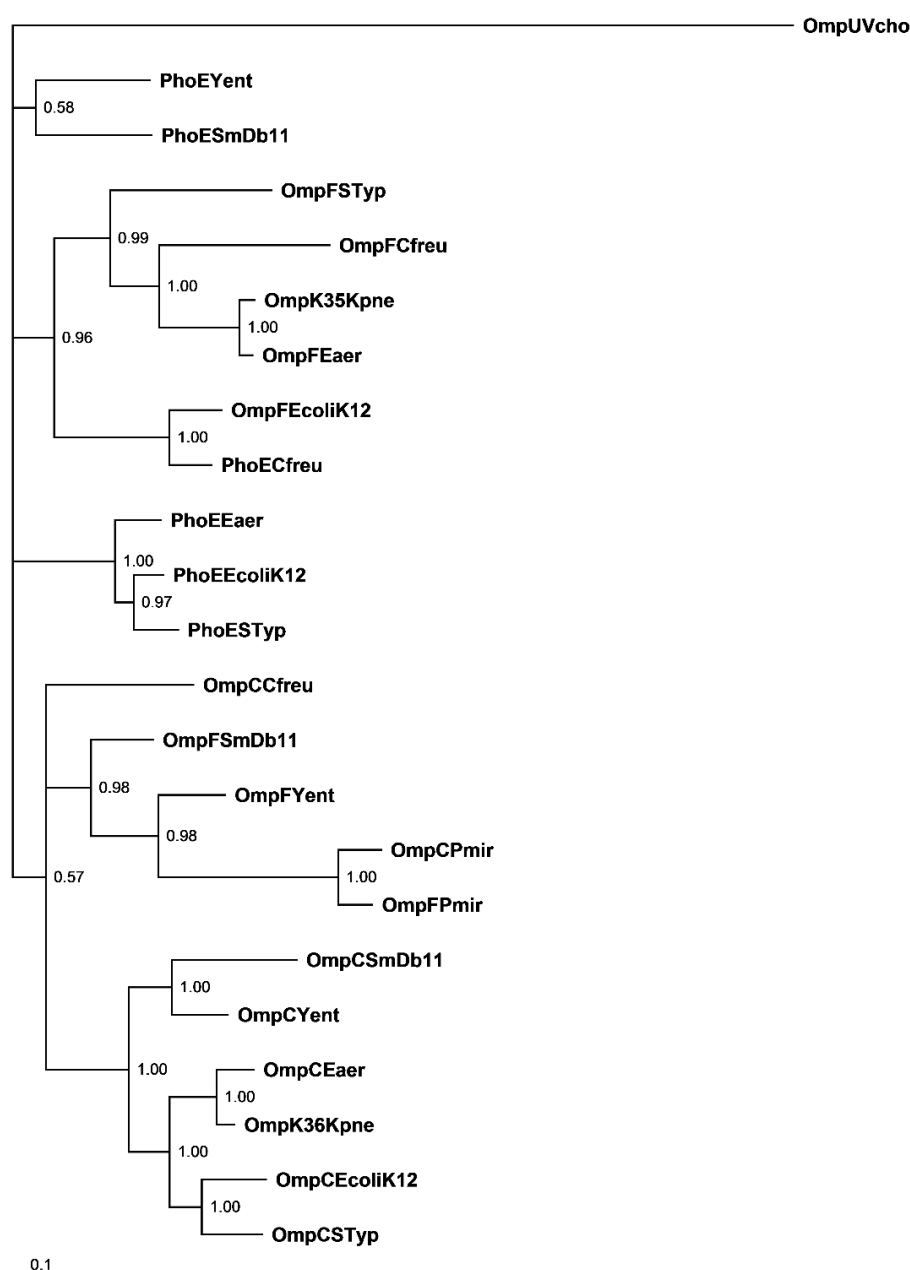 OmpUVcho
PhoEYent
0.58
PhoESmDb11
OmpFSTyp
0.99
OmpFCfreu
1.00
OmpK35Kpne
1.00
0.96
OmpFEaer
OmpFEcoliK12
1.00
PhoECfreu
PhoEEaer
1.00
PhoEEcoliK12
0.97
PhoESTyp
OmpCCfreu
OmpFSmDb11
0.98
OmpFYent
0.98
OmpCPmir
0.57
1.00
OmpFPmir
OmpCSmDb11
1.00
OmpCYent
1.00
OmpCEaer
1.00
OmpK36Kpne
1.00
OmpCEcoliK12
1.00
OmpCSTyp
0.1